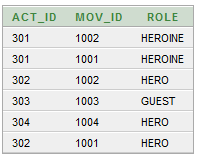 ACT_ID MOV_ID ROLE
301 1002 HEROINE
301 1001 HEROINE
302 1002 HERO
303 1003 GUEST
304 1004 HERO
302 1001 HERO